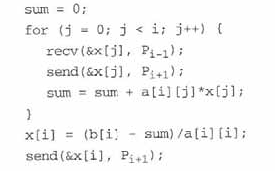 sum = 0;
for (j = 0; j < i; j++) {
recv(&x[j], Pi-1);
send(&x[j], Pi+1);
sum = sum + a[i][j]*x[j];
}
x[i] = (b[i] - sum)/a[i][i];
send(&x[i], Pi+1);